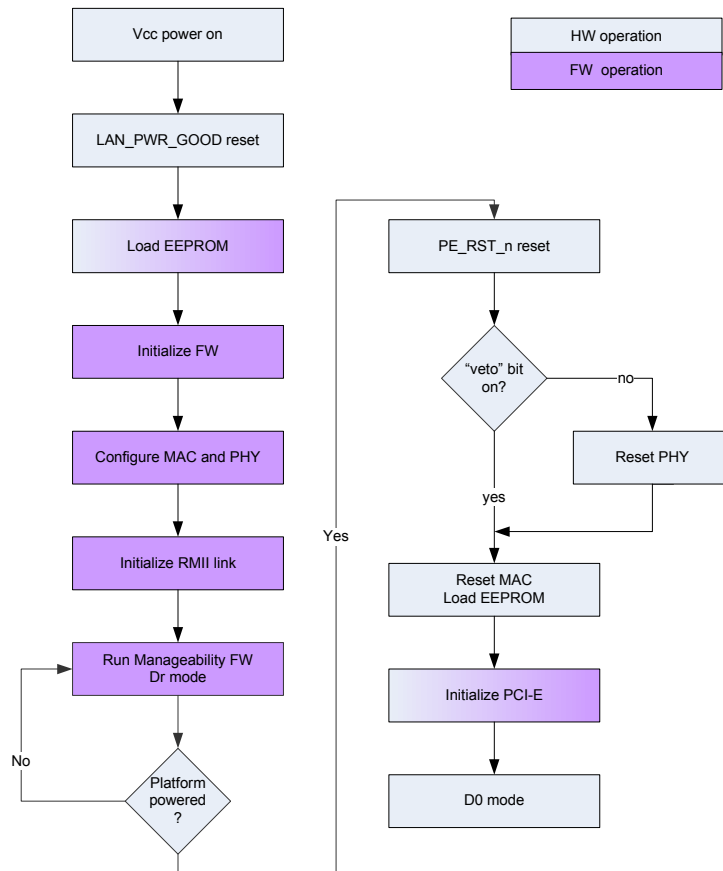 Vcc power on
LAN_PWR_GOOD reset
Load EEPROM
Initialize FW
Configure MAC and PHY
Initialize RMII link
Run Manageability FW
Dr mode
No
Platform
powered
?
Yes
HW operation
FW operation
PE_RST_n reset
“veto” bit
on?
no
Reset PHY
yes
Reset MAC
Load EEPROM
Initialize PCI-E
D0 mode